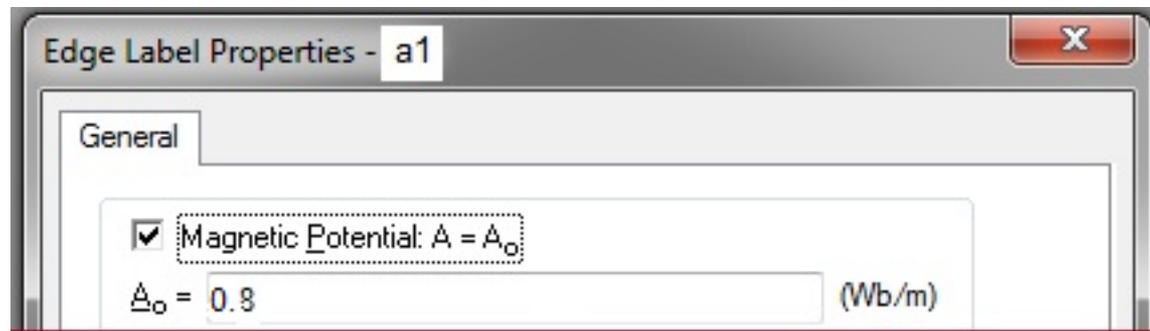 Edge Label Properties - a1
General
Magnetic Potential: A = Ao
Ao = 0.8 (Wb/m)